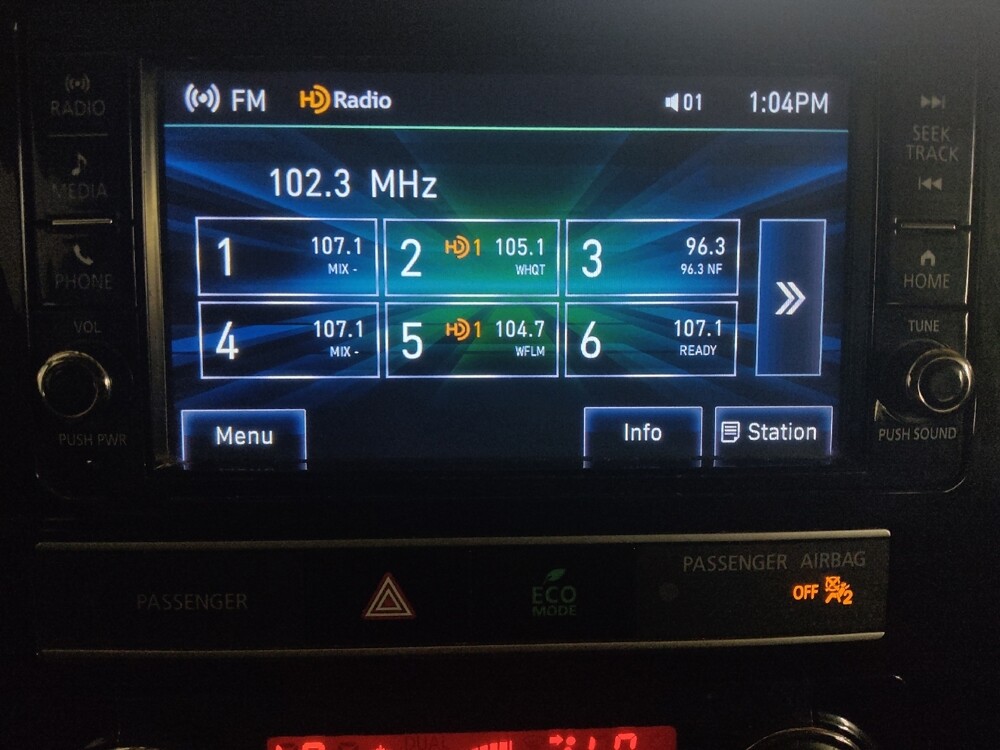 RADIO
MEDIA
PHONE
VOL
PUSH PWR
FM HD Radio 01 1:04PM
102.3 MHz
1 107.1 MIX -
2 HD1 105.1 WHQT
3 96.3 96.3 NF
4 107.1 MIX -
5 HD1 104.7 WFLM
6 107.1 READY
Menu
Info
Station
SEEK
TRACK
HOME
TUNE
PUSH SOUND
PASSENGER
ECO
MODE
PASSENGER AIRBAG
OFF 2
DUAL